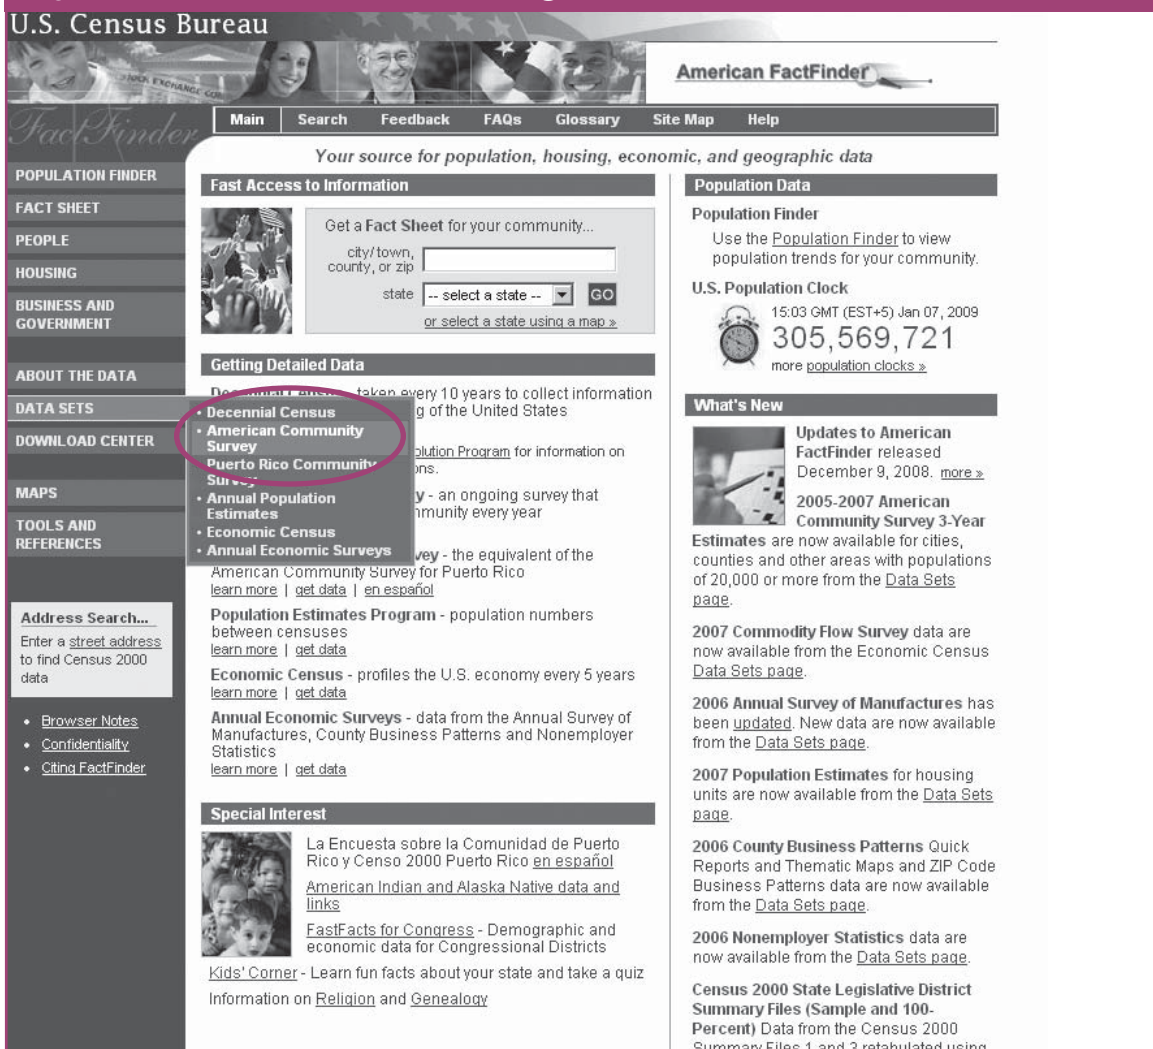 U.S. Census Bureau
STOCK EXCHANGE
American FactFinder
FactFinder
Main Search Feedback FAQs Glossary Site Map Help
Your source for population, housing, economic, and geographic data
POPULATION FINDER
FACT SHEET
PEOPLE
HOUSING
BUSINESS AND
GOVERNMENT
ABOUT THE DATA
DATA SETS
DOWNLOAD CENTER
MAPS
TOOLS AND
REFERENCES
Address Search...
Enter a street address
to find Census 2000
data
• Browser Notes
• Confidentiality
• Citing FactFinder
• Decennial Census
• American Community
Survey
• Puerto Rico Community
Survey
• Annual Population
Estimates
• Economic Census
• Annual Economic Surveys
Fast Access to Information
Get a Fact Sheet for your community...
city/town,
county, or zip
state -- select a state -- GO
or select a state using a map »
Getting Detailed Data
Decennial Census - taken every 10 years to collect information
g of the United States
olution Program for information on
ons.
y - an ongoing survey that
mmunity every year
vey - the equivalent of the
American Community Survey for Puerto Rico
learn more | get data | en español
Population Estimates Program - population numbers
between censuses
learn more | get data
Economic Census - profiles the U.S. economy every 5 years
learn more | get data
Annual Economic Surveys - data from the Annual Survey of
Manufactures, County Business Patterns and Nonemployer
Statistics
learn more | get data
Special Interest
La Encuesta sobre la Comunidad de Puerto
Rico y Censo 2000 Puerto Rico en español
American Indian and Alaska Native data and
links
FastFacts for Congress - Demographic and
economic data for Congressional Districts
Kids' Corner - Learn fun facts about your state and take a quiz
Information on Religion and Genealogy
Population Data
Population Finder
Use the Population Finder to view
population trends for your community.
U.S. Population Clock
15:03 GMT (EST+5) Jan 07, 2009
305,569,721
more population clocks »
What's New
Updates to American
FactFinder released
December 9, 2008. more »
2005-2007 American
Community Survey 3-Year
Estimates are now available for cities,
counties and other areas with populations
of 20,000 or more from the Data Sets
page.
2007 Commodity Flow Survey data are
now available from the Economic Census
Data Sets page.
2006 Annual Survey of Manufactures has
been updated. New data are now available
from the Data Sets page.
2007 Population Estimates for housing
units are now available from the Data Sets
page.
2006 County Business Patterns Quick
Reports and Thematic Maps and ZIP Code
Business Patterns data are now available
from the Data Sets page.
2006 Nonemployer Statistics data are
now available from the Data Sets page.
Census 2000 State Legislative District
Summary Files (Sample and 100-
Percent) Data from the Census 2000
Summary Files 1 and 3 retabulated using